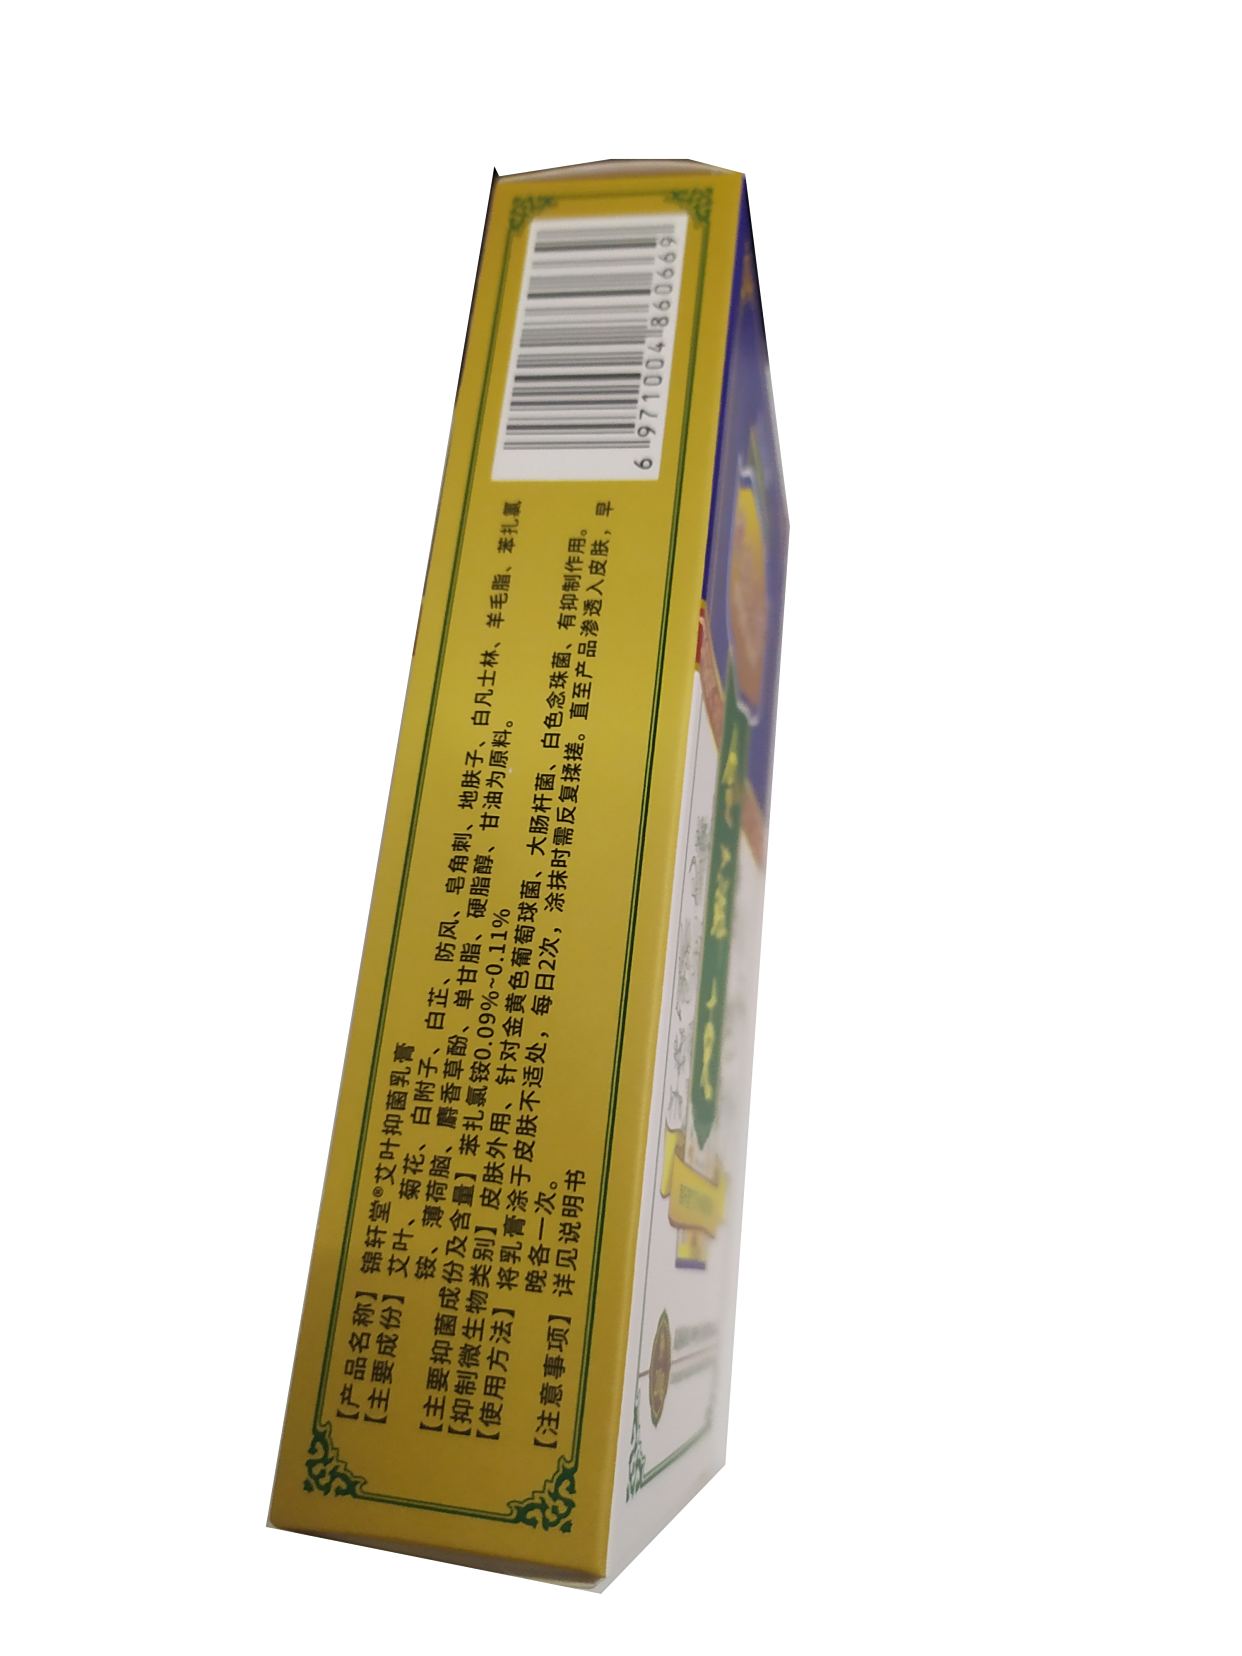 【产品名称】锦轩堂®艾叶抑菌乳膏
【主要成份】艾叶、菊花、白附子、白芷、防风、皂角刺、地肤子、白凡士林、羊毛脂、苯扎氯
铵、薄荷脑、麝香草酚、单甘脂、硬脂醇、甘油为原料。
【主要抑菌成份及含量】苯扎氯铵0.09%~0.11%
【抑制微生物类别】皮肤外用、针对金黄色葡萄球菌、大肠杆菌、白色念珠菌、有抑制作用。
【使用方法】将乳膏涂于皮肤不适处，每日2次，涂抹时需反复揉搓。直至产品渗透入皮肤，早
晚各一次。
【注意事项】详见说明书
6 971004 860669